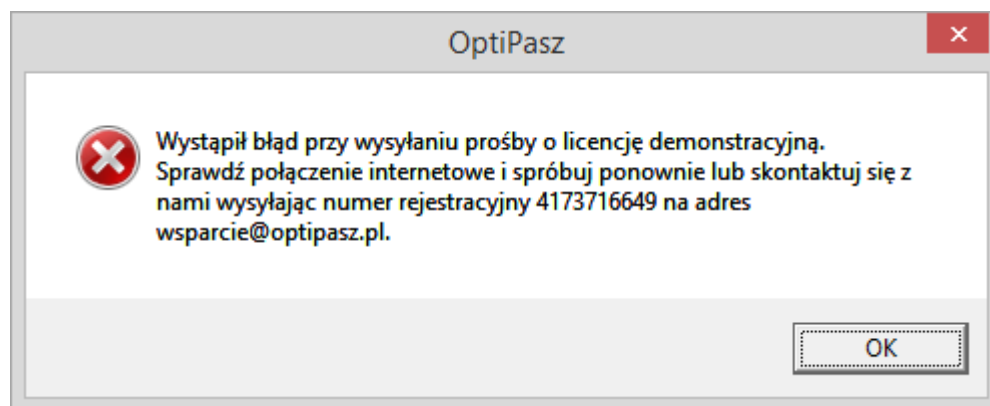 OptiPasz
Wystąpił błąd przy wysyłaniu prośby o licencję demonstracyjną.
Sprawdź połączenie internetowe i spróbuj ponownie lub skontaktuj się z
nami wysyłając numer rejestracyjny 4173716649 na adres
wsparcie@optipasz.pl.
OK